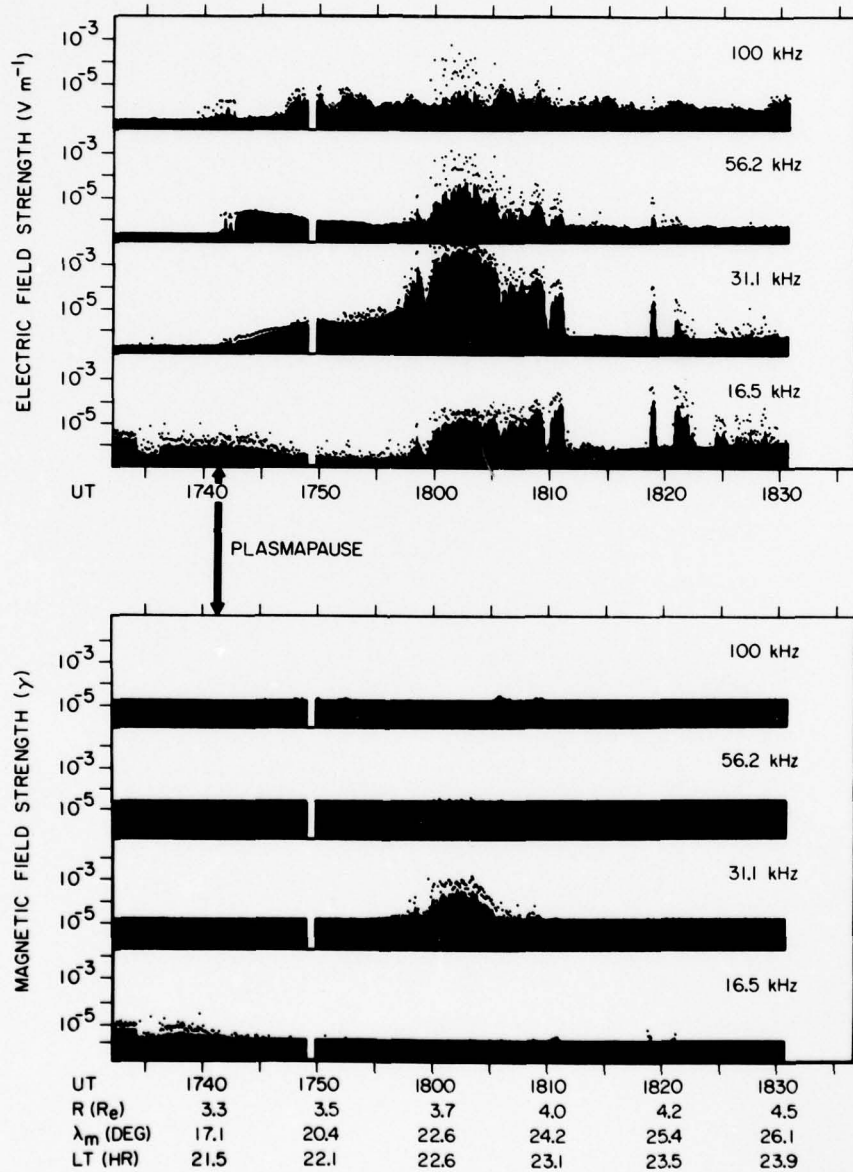 ELECTRIC FIELD STRENGTH (V m⁻¹)
10⁻³
10⁻⁵
100 kHz
10⁻³
10⁻⁵
56.2 kHz
10⁻³
10⁻⁵
31.1 kHz
10⁻³
10⁻⁵
16.5 kHz
UT 1740 1750 1800 1810 1820 1830
PLASMAPAUSE
MAGNETIC FIELD STRENGTH (γ)
10⁻³
10⁻⁵
100 kHz
10⁻³
10⁻⁵
56.2 kHz
10⁻³
10⁻⁵
31.1 kHz
10⁻³
10⁻⁵
16.5 kHz
UT 1740 1750 1800 1810 1820 1830
R (Re) 3.3 3.5 3.7 4.0 4.2 4.5
λm (DEG) 17.1 20.4 22.6 24.2 25.4 26.1
LT (HR) 21.5 22.1 22.6 23.1 23.5 23.9